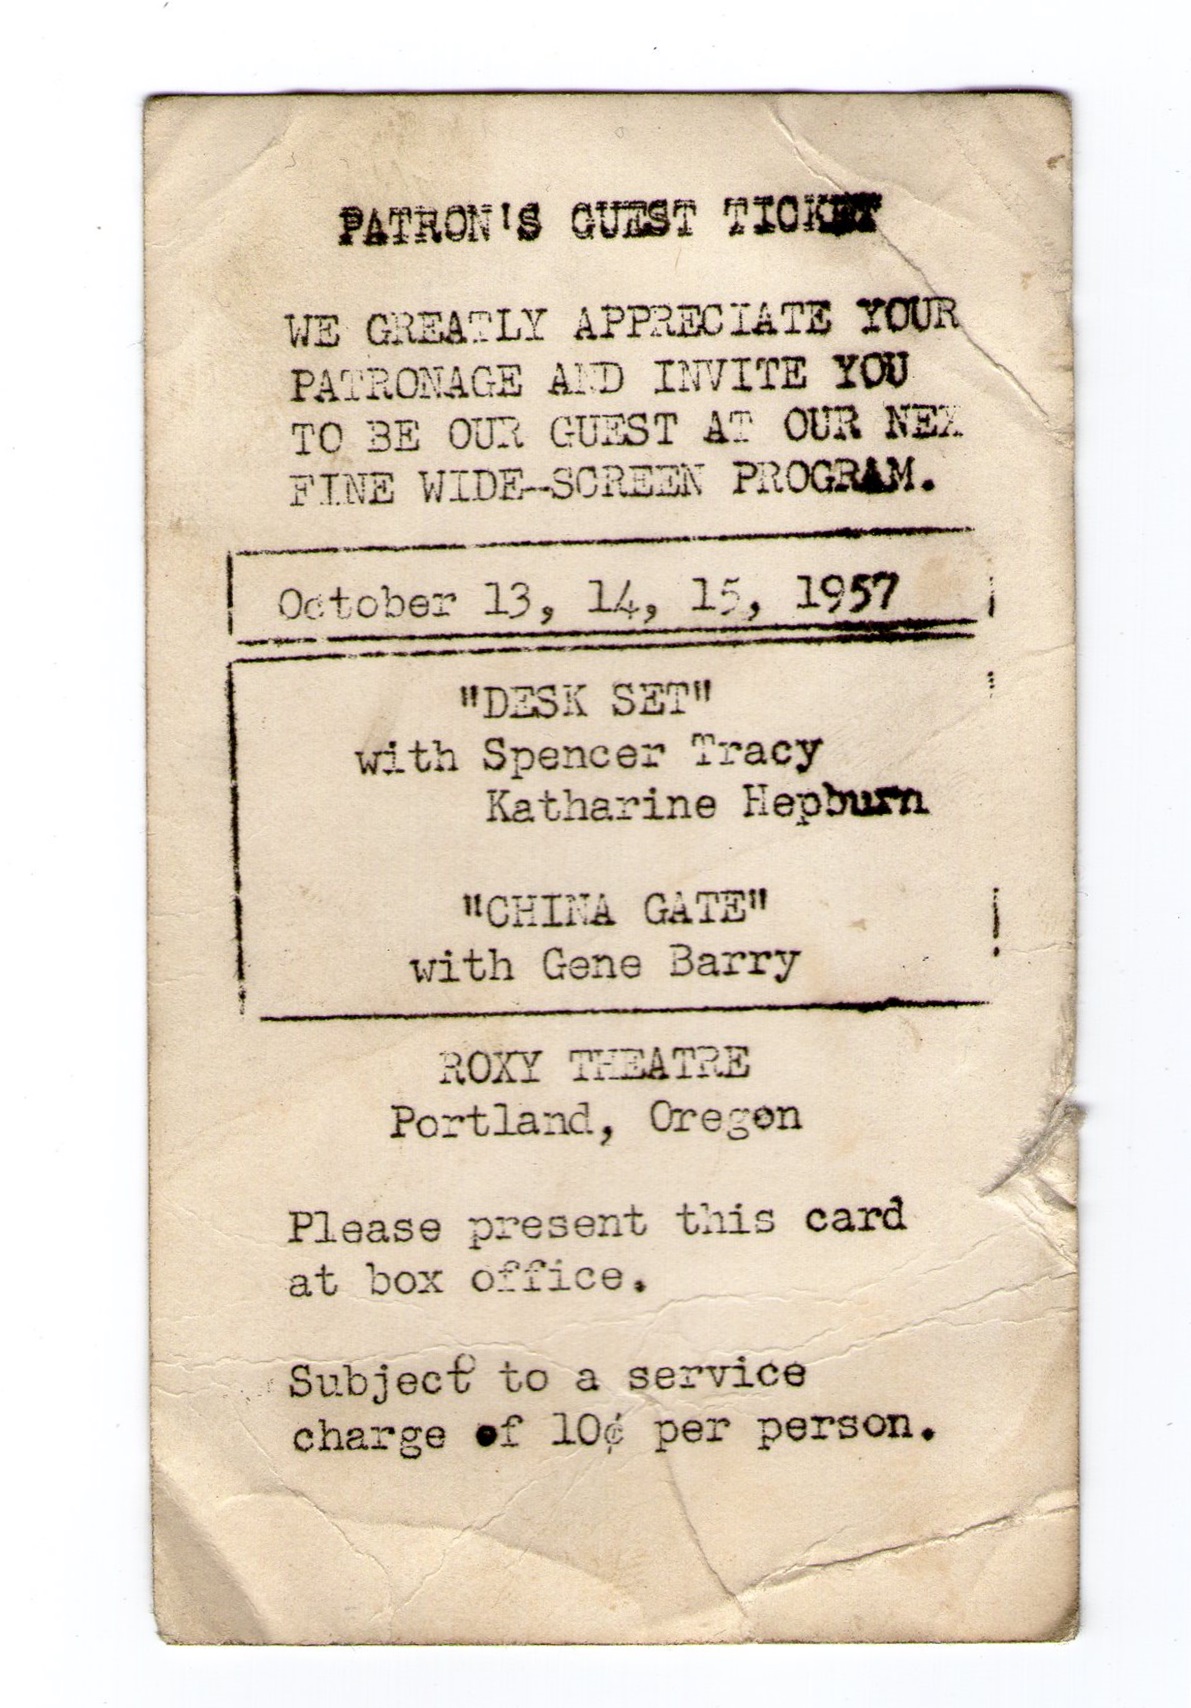 PATRON'S GUEST TICKET
WE GREATLY APPRECIATE YOUR
PATRONAGE AND INVITE YOU
TO BE OUR GUEST AT OUR NEX
FINE WIDE-SCREEN PROGRAM.
October 13, 14, 15, 1957
"DESK SET"
with Spencer Tracy
Katharine Hepburn
"CHINA GATE"
with Gene Barry
ROXY THEATRE
Portland, Oregon
Please present this card
at box office.
Subject to a service
charge of 10¢ per person.